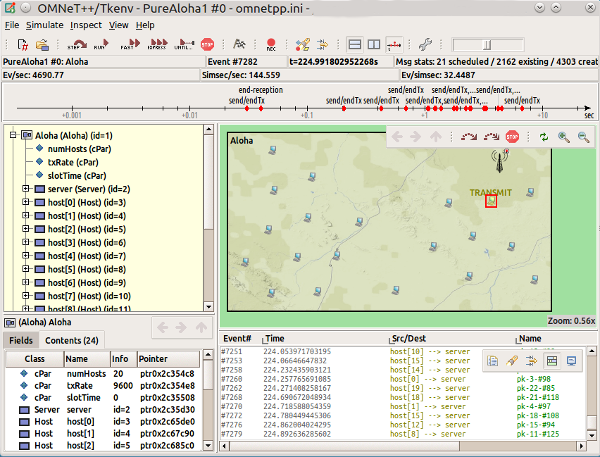 OMNeT++/Tkenv - PureAloha1 #0 - omnetpp.ini -
File Simulate Inspect View Help
STEP RUN FAST EXPRESS UNTIL... STOP REC
PureAloha1 #0: Aloha Event #7282 t=224.991802952268s Msg stats: 21 scheduled / 2162 existing / 4303 creat
Ev/sec: 4690.77 Simsec/sec: 144.559 Ev/simsec: 32.4487
end-reception send/endTx send/endTx,...send/endTx,...
send/endTx send/endTx send/endTx send/endTx send/endTx,... send/endTx
+0.001 +0.01 +0.1 +1 +10 sec
Aloha (Aloha) (id=1)
numHosts (cPar)
txRate (cPar)
slotTime (cPar)
server (Server) (id=2)
host[0] (Host) (id=3)
host[1] (Host) (id=4)
host[2] (Host) (id=5)
host[3] (Host) (id=6)
host[4] (Host) (id=7)
host[5] (Host) (id=8)
host[6] (Host) (id=9)
host[7] (Host) (id=10)
host[8] (Host) (id=11)
Aloha
STOP
TRANSMIT
Zoom: 0.56x
(Aloha) Aloha
Fields Contents (24)
Class Name Info Pointer
cPar numHosts 20 ptr0x2c354c8
cPar txRate 9600 ptr0x2c354e8
cPar slotTime 0 ptr0x2c35508
Server server id=2 ptr0x2c35d30
Host host[0] id=3 ptr0x2c65de0
Host host[1] id=4 ptr0x2c67c90
Host host[2] id=5 ptr0x2c685c0
Event# Time Src/Dest Name
#7251 224.053971703195 host[10] --> server
#7253 224.06646647832 host[3] --> server
#7258 224.232435903121 host[14] --> server
#7260 224.257765691085 host[0] --> server pk-3-#98
#7262 224.271408258167 host[19] --> server pk-22-#85
#7268 224.690672048934 host[18] --> server pk-21-#118
#7270 224.718588054359 host[1] --> server pk-4-#97
#7272 224.780449445306 host[15] --> server pk-18-#108
#7276 224.862004024295 host[12] --> server pk-15-#94
#7279 224.892636285602 host[8] --> server pk-11-#125